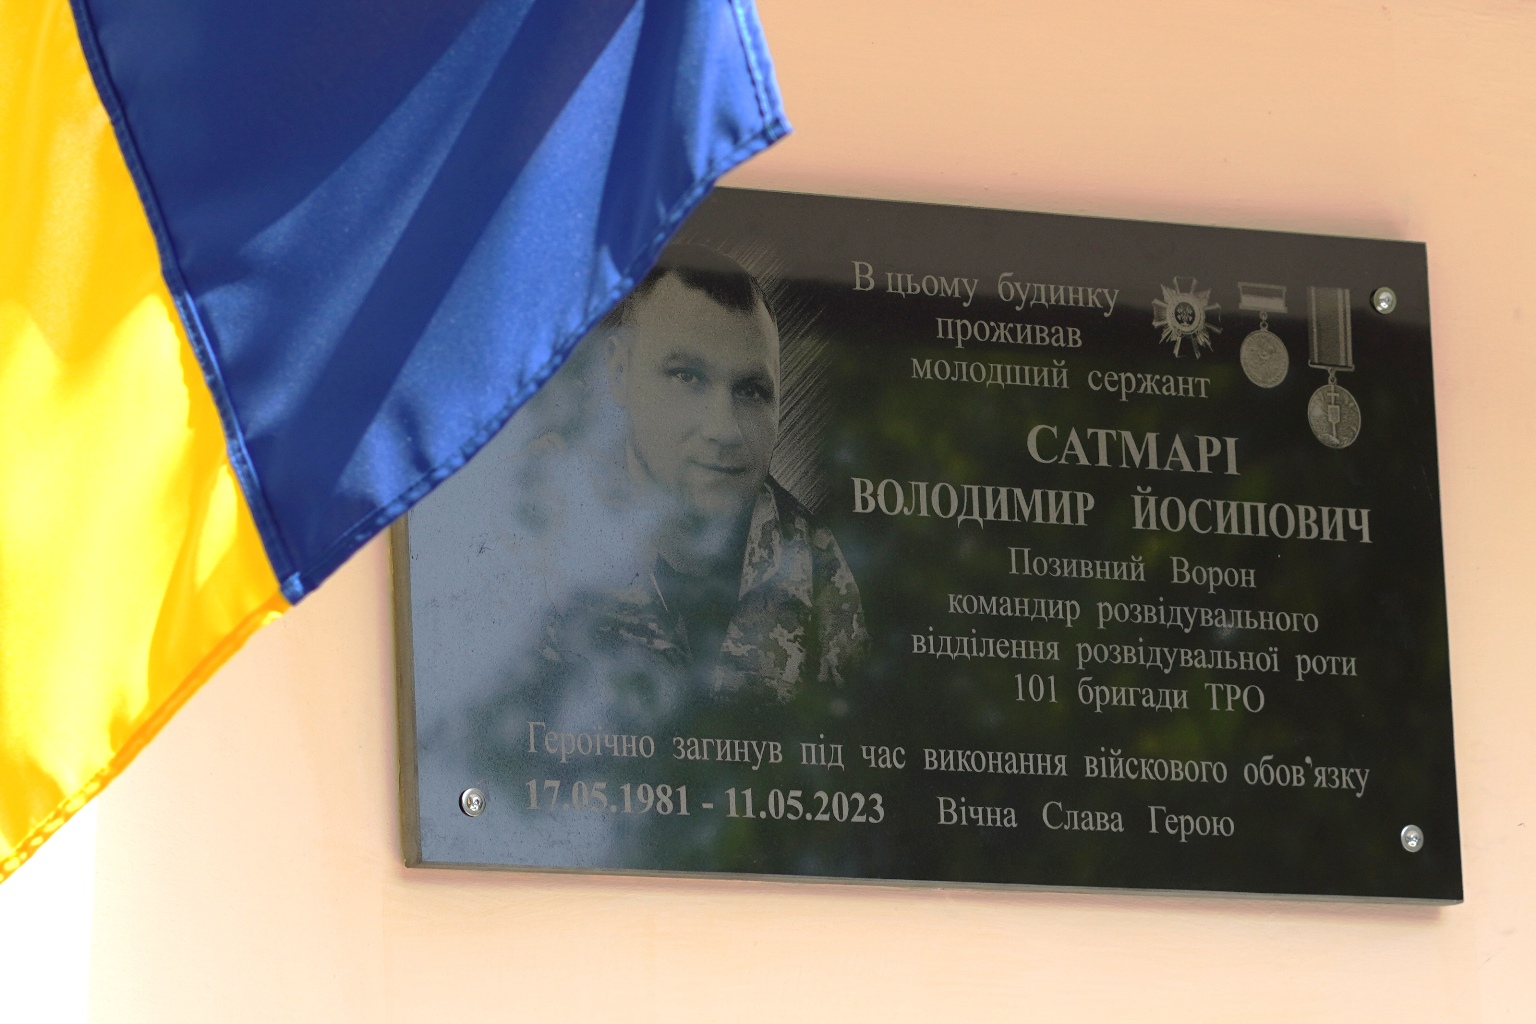 В цьому будинку
проживав
молодший сержант
САТМАРІ
ВОЛОДИМИР ЙОСИПОВИЧ
Позивний Ворон
командир розвідувального
відділення розвідувальної роти
101 бригади ТРО
Героїчно загинув під час виконання війскового обов'язку
17.05.1981 - 11.05.2023 Вічна Слава Герою